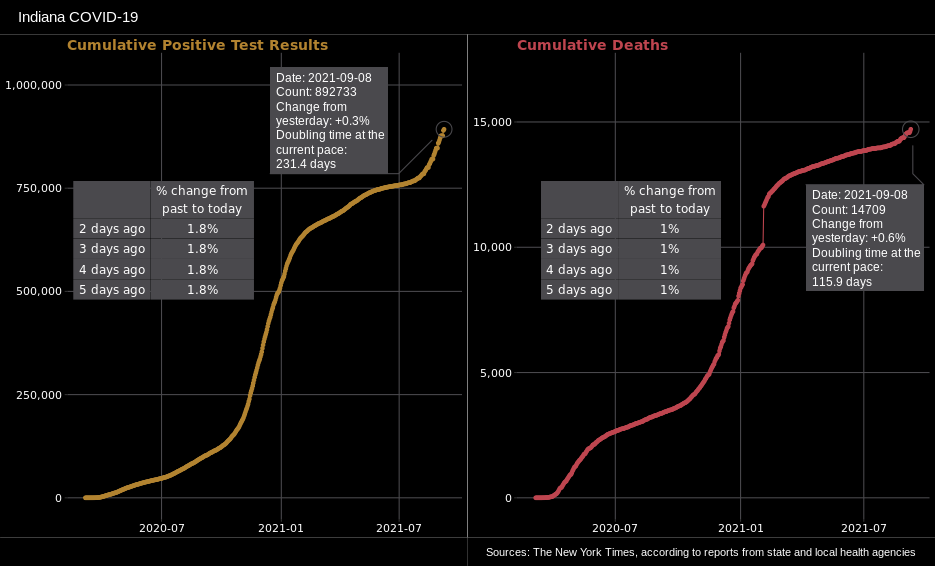 Indiana COVID-19
Cumulative Positive Test Results
1,000,000
750,000
500,000
250,000
0
2020-07
2021-01
2021-07
Date: 2021-09-08
Count: 892733
Change from
yesterday: +0.3%
Doubling time at the
current pace:
231.4 days
% change from
past to today
2 days ago 1.8%
3 days ago 1.8%
4 days ago 1.8%
5 days ago 1.8%
Cumulative Deaths
15,000
10,000
5,000
0
2020-07
2021-01
2021-07
% change from
past to today
2 days ago 1%
3 days ago 1%
4 days ago 1%
5 days ago 1%
Date: 2021-09-08
Count: 14709
Change from
yesterday: +0.6%
Doubling time at the
current pace:
115.9 days
Sources: The New York Times, according to reports from state and local health agencies